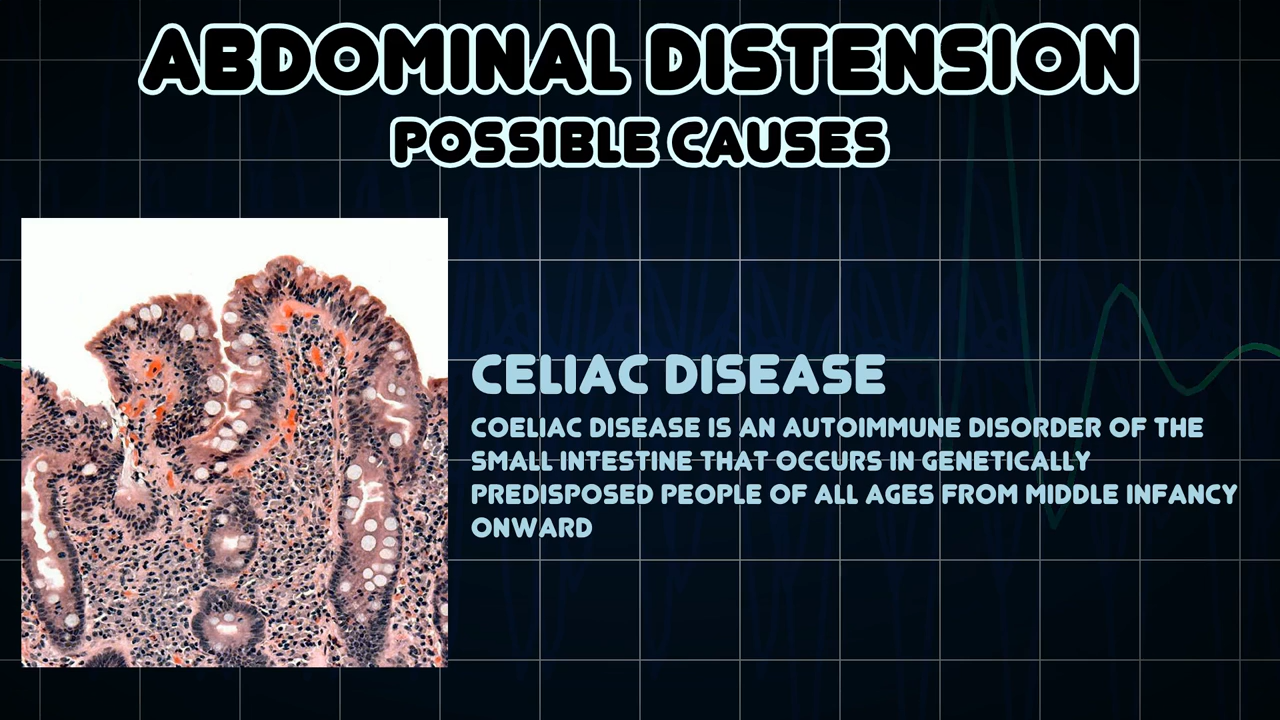 ABDOMINAL DISTENSION
POSSIBLE CAUSES
CELIAC DISEASE
COELIAC DISEASE IS AN AUTOIMMUNE DISORDER OF THE
SMALL INTESTINE THAT OCCURS IN GENETICALLY
PREDISPOSED PEOPLE OF ALL AGES FROM MIDDLE INFANCY
ONWARD